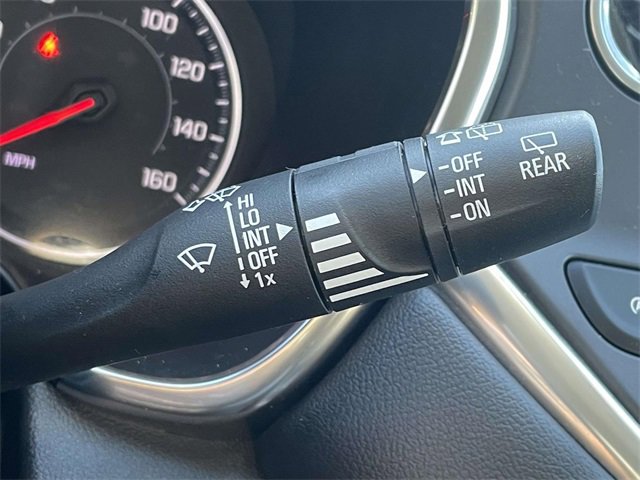 100
120
140
160
MPH
HI
LO
INT
OFF
1x
OFF
INT
ON
REAR